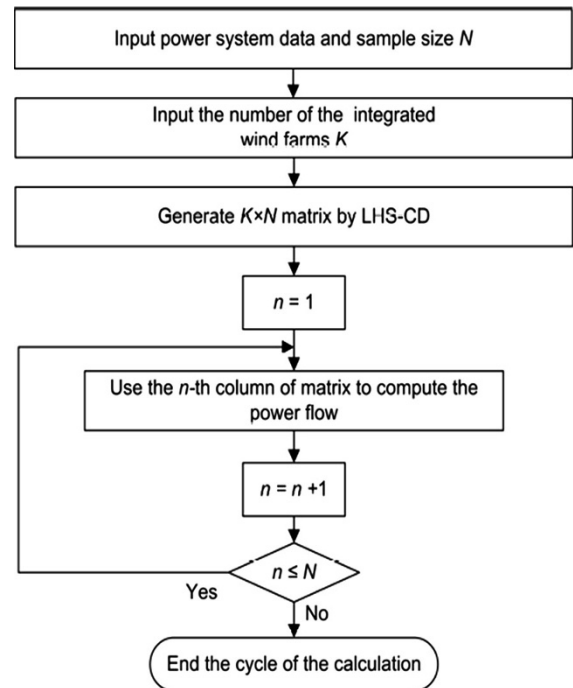 Input power system data and sample size N
Input the number of the integrated
wind farms K
Generate K×N matrix by LHS-CD
n = 1
Use the n-th column of matrix to compute the
power flow
n = n +1
n ≤ N
Yes
No
End the cycle of the calculation